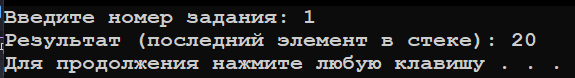 Введите номер задания: 1
Результат (последний элемент в стеке): 20
Для продолжения нажмите любую клавишу . . .